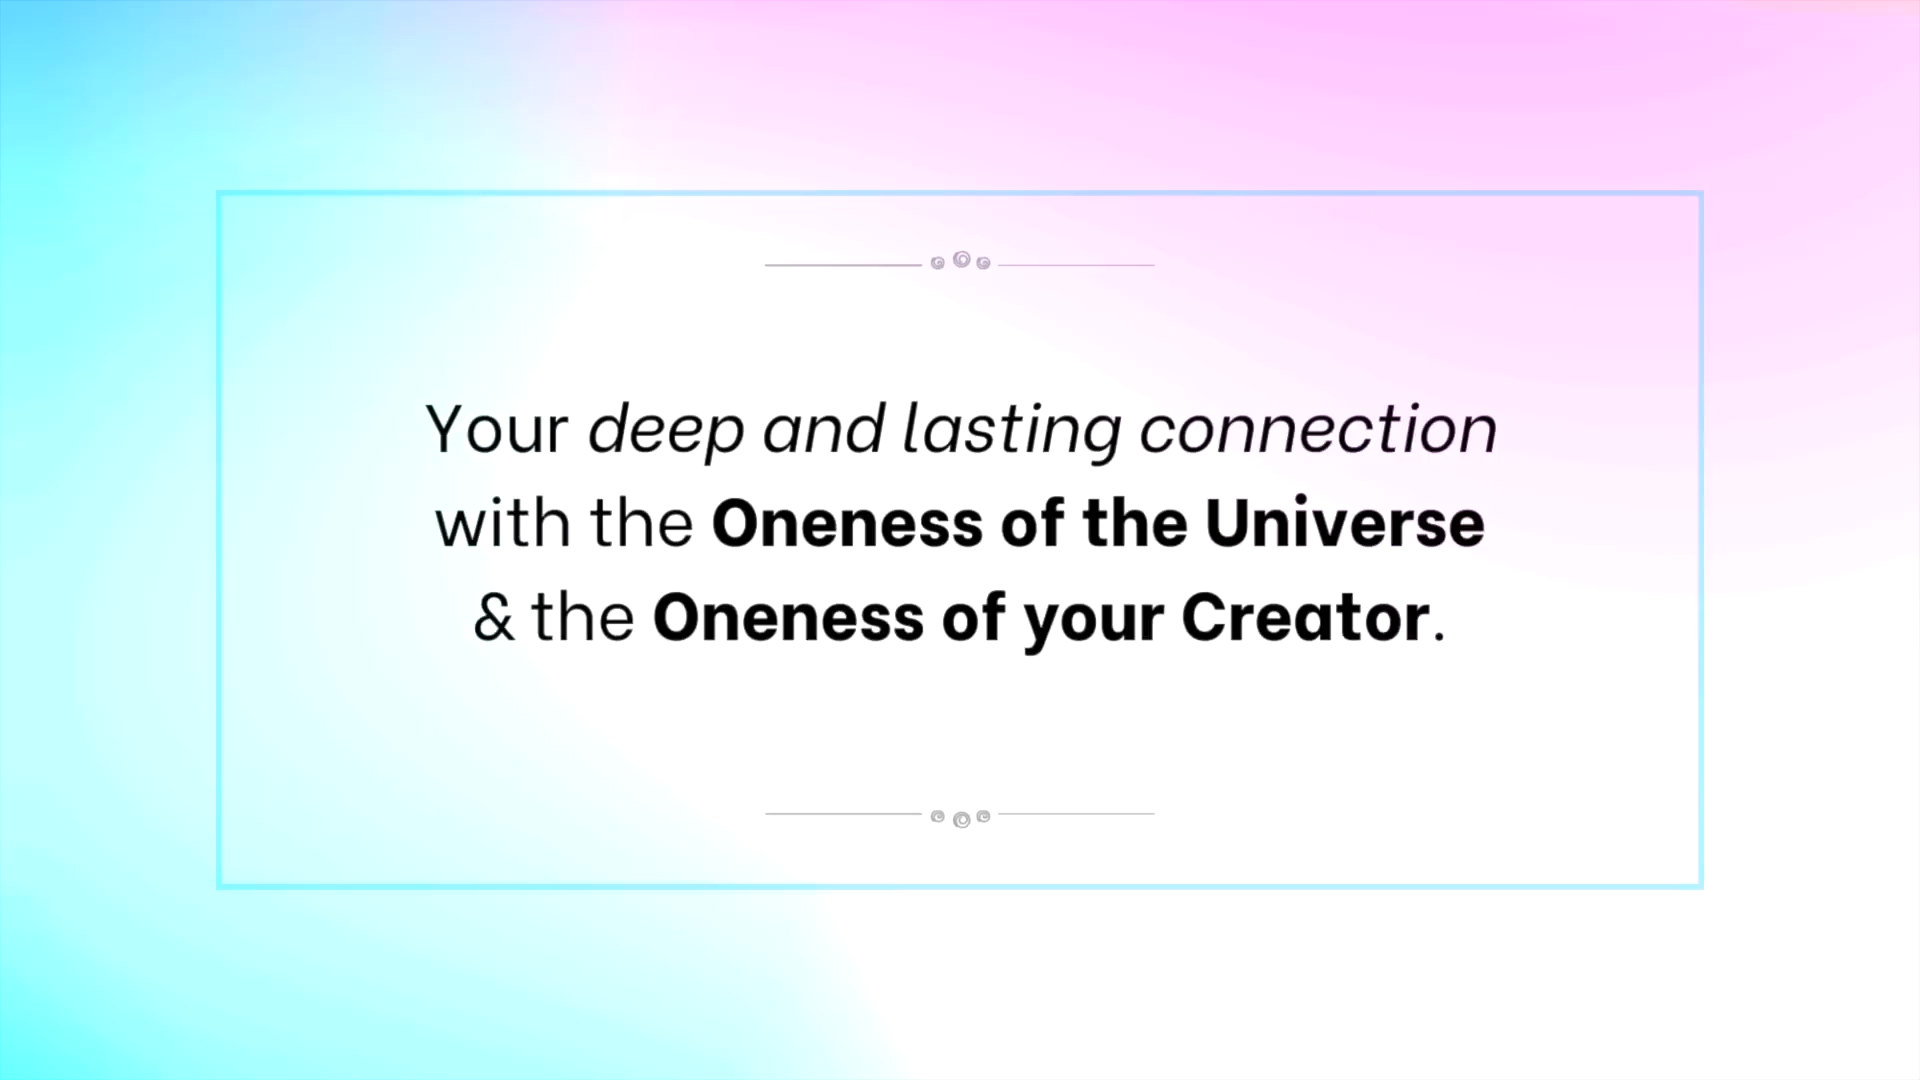 Your deep and lasting connection
with the Oneness of the Universe
& the Oneness of your Creator.